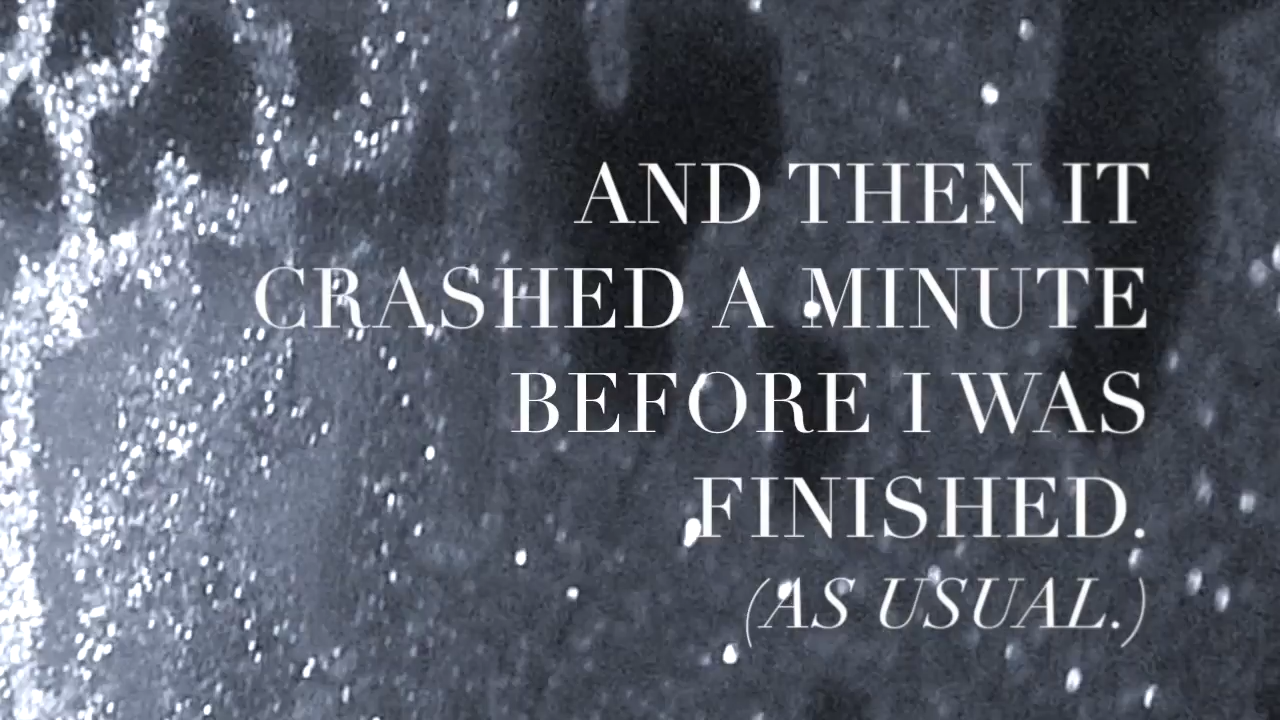 AND THEN IT
CRASHED A MINUTE
BEFORE I WAS
FINISHED.
(AS USUAL.)